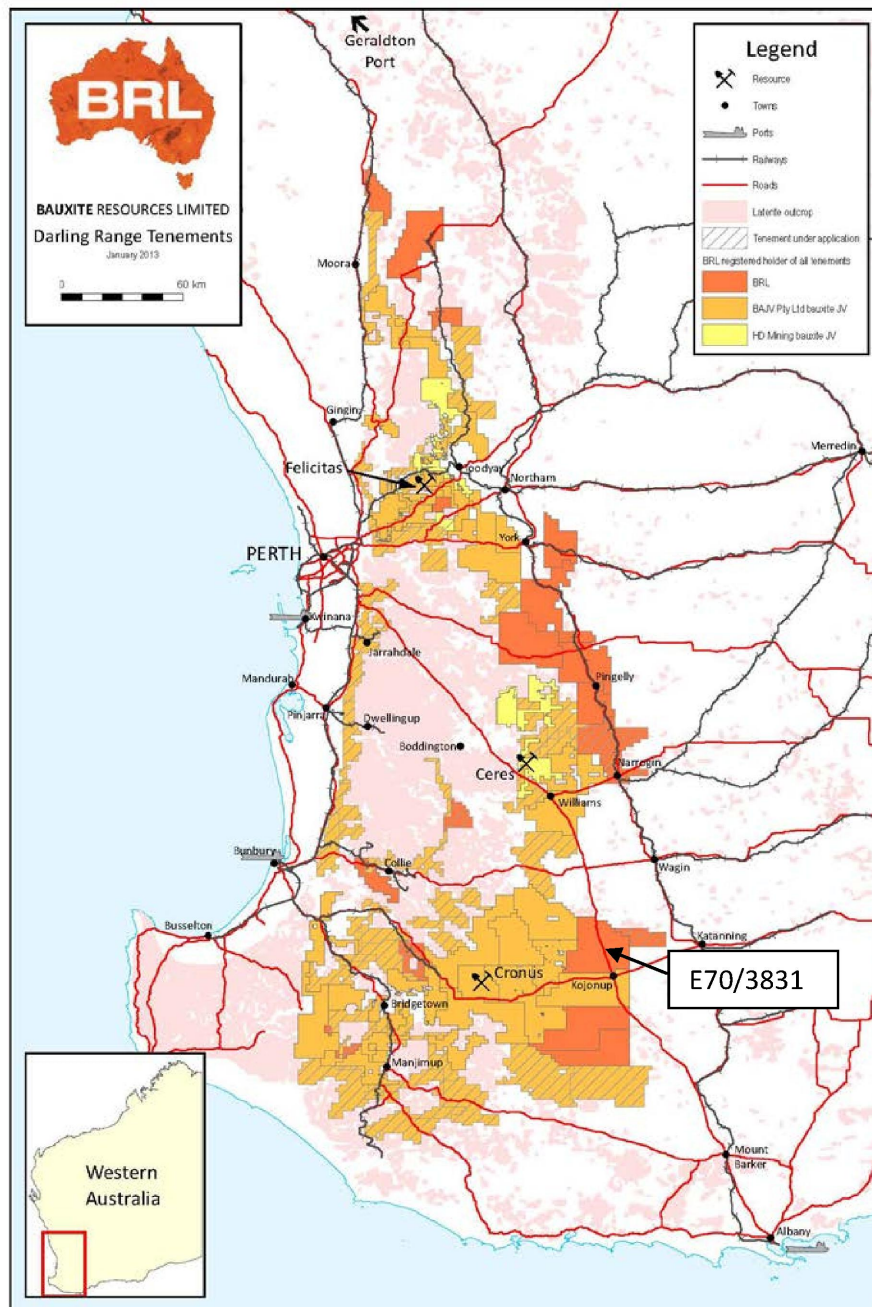 BRL
BAUXITE RESOURCES LIMITED
Darling Range Tenements
January 2013
0 60 km
Geraldton
Port
Legend
Resource
Towns
Ports
Railways
Roads
Laterite outcrop
Tenement under application
BRL registered holder of all tenements
BRL
BAJV Pty Ltd bauxite JV
HD Mining bauxite JV
Moora
Gingin
Felicitas
Toodyay
Northam
Merredin
York
PERTH
Kwinana
Jarrahdale
Mandurah
Pingelly
Pinjarra
Dwellingup
Boddington
Ceres
Narrogin
Williams
Bunbury
Collie
Wagin
Busselton
Katanning
Cronus
E70/3831
Kojonup
Bridgetown
Manjimup
Western
Australia
Mount
Barker
Albany